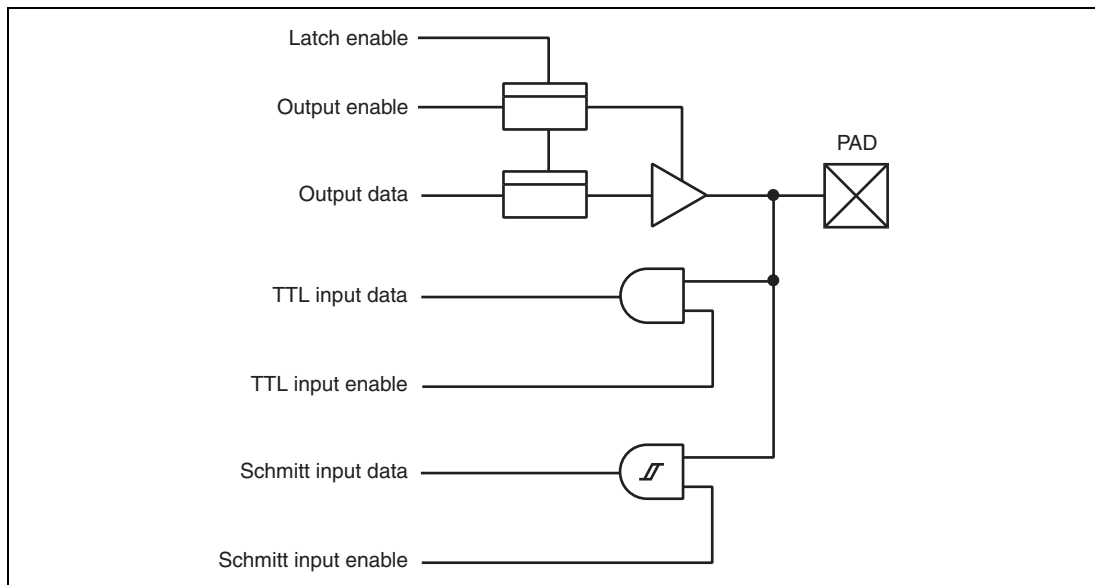 Latch enable
Output enable
PAD
Output data
TTL input data
TTL input enable
Schmitt input data
Schmitt input enable